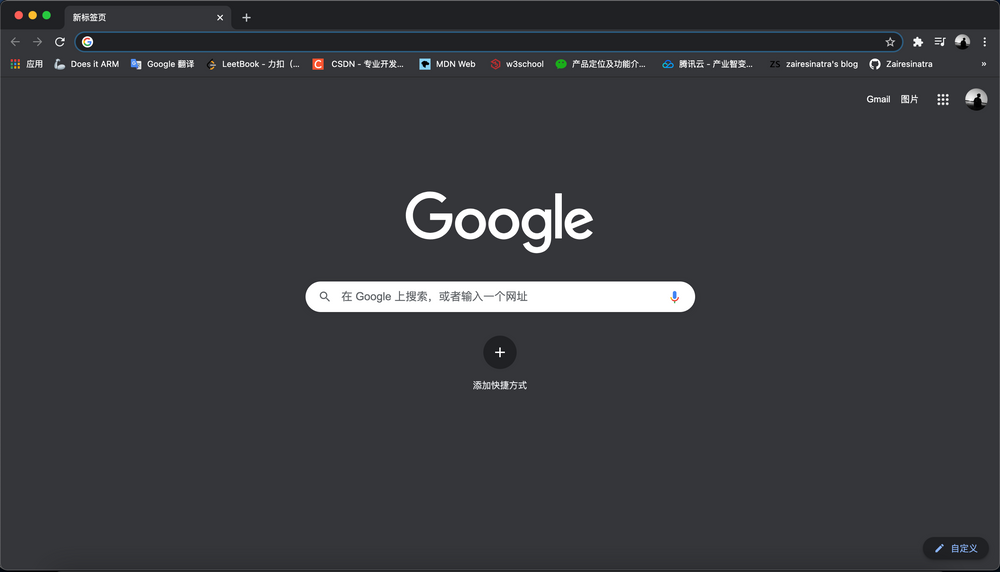 新标签页
应用 Does it ARM Google 翻译 LeetBook - 力扣（... CSDN - 专业开发... MDN Web w3school 产品定位及功能介... 腾讯云 - 产业智变... ZS zairesinatra's blog Zairesinatra »
Gmail 图片
Google
在 Google 上搜索，或者输入一个网址
添加快捷方式
自定义